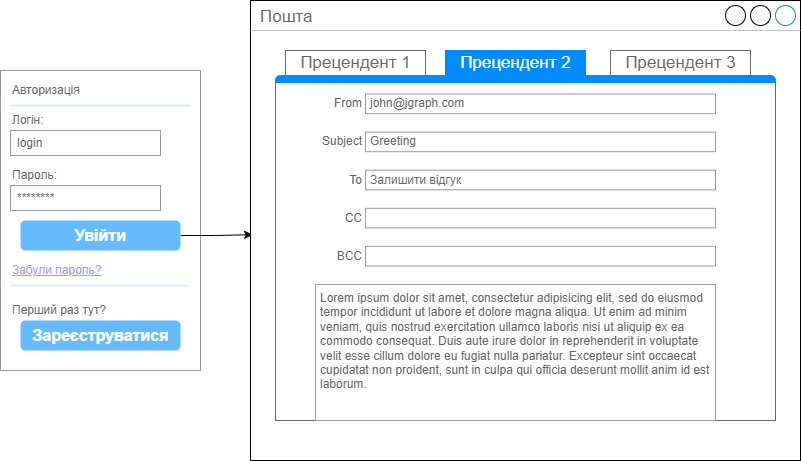 Авторизація
Логін:
login
Пароль:
********
Увійти
Забули пароль?
Перший раз тут?
Зареєструватися
Пошта
Прецендент 1
Прецендент 2
Прецендент 3
From john@jgraph.com
Subject Greeting
To Залишити відгук
CC
BCC
Lorem ipsum dolor sit amet, consectetur adipisicing elit, sed do eiusmod
tempor incididunt ut labore et dolore magna aliqua. Ut enim ad minim
veniam, quis nostrud exercitation ullamco laboris nisi ut aliquip ex ea
commodo consequat. Duis aute irure dolor in reprehenderit in voluptate
velit esse cillum dolore eu fugiat nulla pariatur. Excepteur sint occaecat
cupidatat non proident, sunt in culpa qui officia deserunt mollit anim id est
laborum.